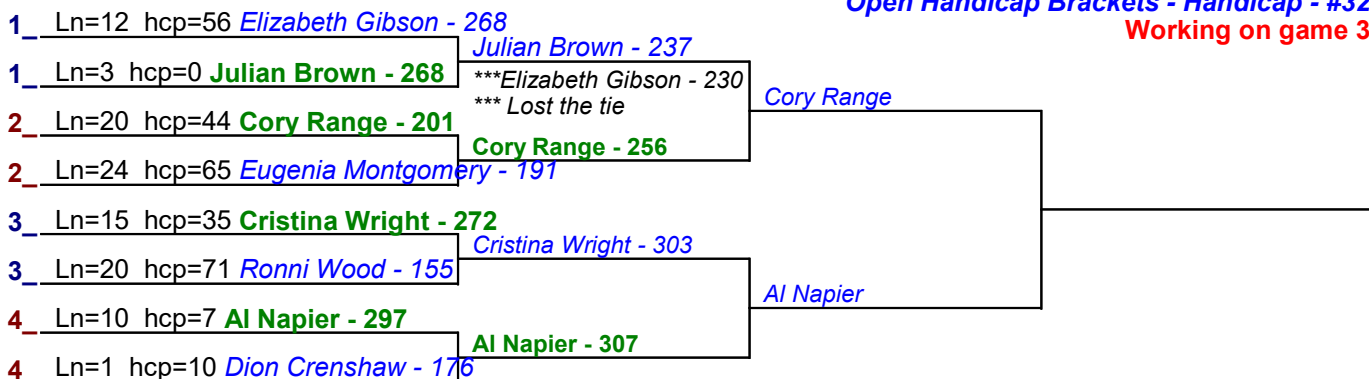 Open Handicap Brackets - Handicap - #32
Working on game 3
1_ Ln=12 hcp=56 Elizabeth Gibson - 268
Julian Brown - 237
1_ Ln=3 hcp=0 Julian Brown - 268
***Elizabeth Gibson - 230
*** Lost the tie
Cory Range
2_ Ln=20 hcp=44 Cory Range - 201
Cory Range - 256
2_ Ln=24 hcp=65 Eugenia Montgomery - 191
3_ Ln=15 hcp=35 Cristina Wright - 272
Cristina Wright - 303
3_ Ln=20 hcp=71 Ronni Wood - 155
Al Napier
4_ Ln=10 hcp=7 Al Napier - 297
Al Napier - 307
4 Ln=1 hcp=10 Dion Crenshaw - 176